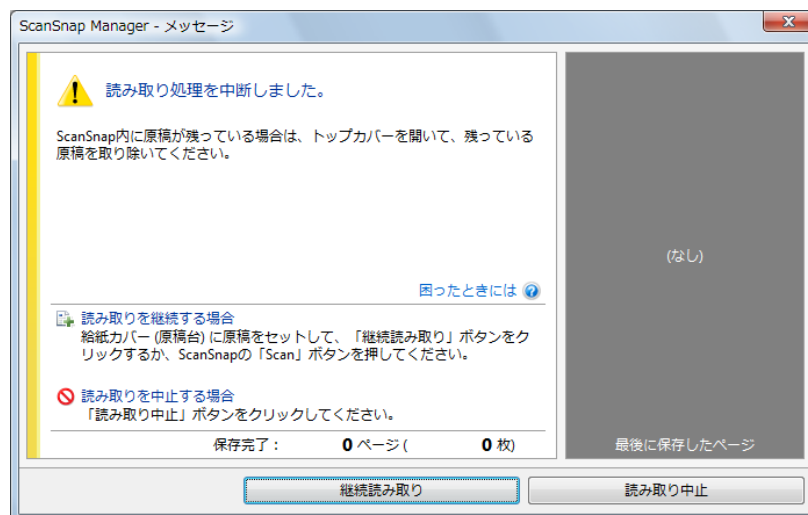 ScanSnap Manager - メッセージ
読み取り処理を中断しました。
ScanSnap内に原稿が残っている場合は、トップカバーを開いて、残っている
原稿を取り除いてください。
(なし)
困ったときには
読み取りを継続する場合
給紙カバー (原稿台) に原稿をセットして、「継続読み取り」ボタンをク
リックするか、ScanSnapの「Scan」ボタンを押してください。
読み取りを中止する場合
「読み取り中止」ボタンをクリックしてください。
保存完了： 0 ページ ( 0 枚)
最後に保存したページ
継続読み取り
読み取り中止